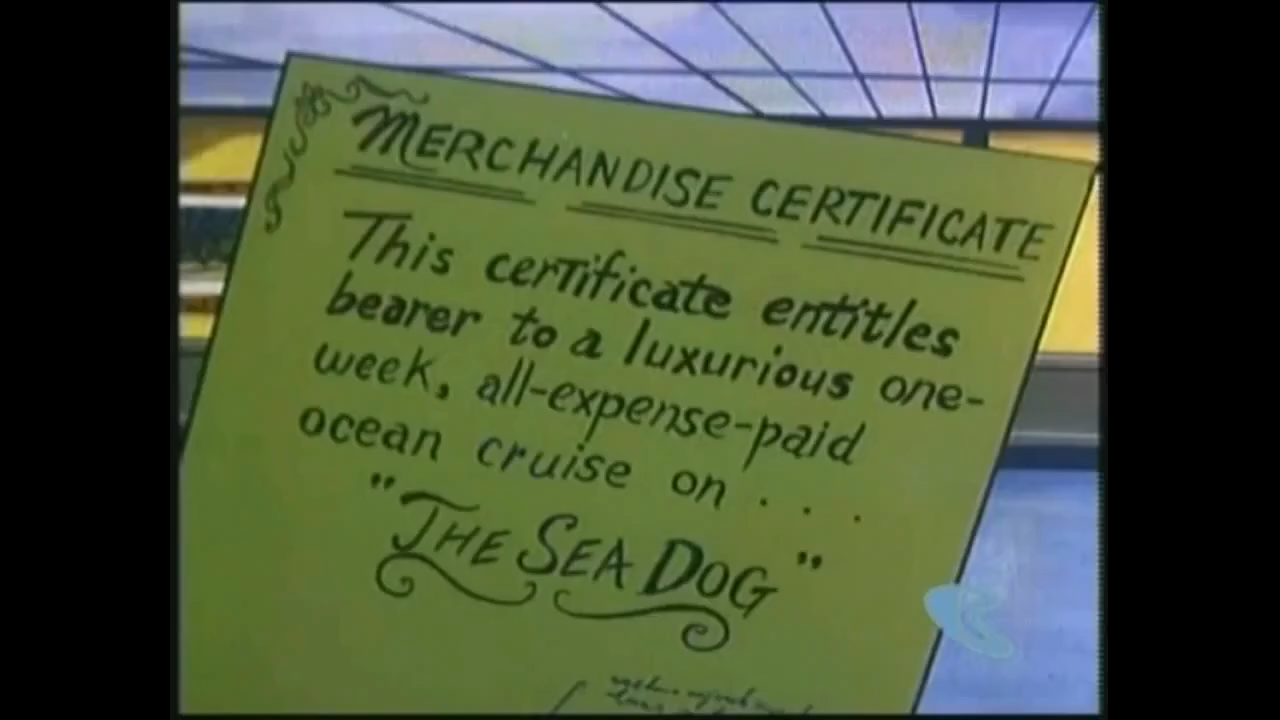 MERCHANDISE CERTIFICATE
This certificate entitles
bearer to a luxurious one-
week, all-expense-paid
ocean cruise on . . .
"THE SEA DOG"